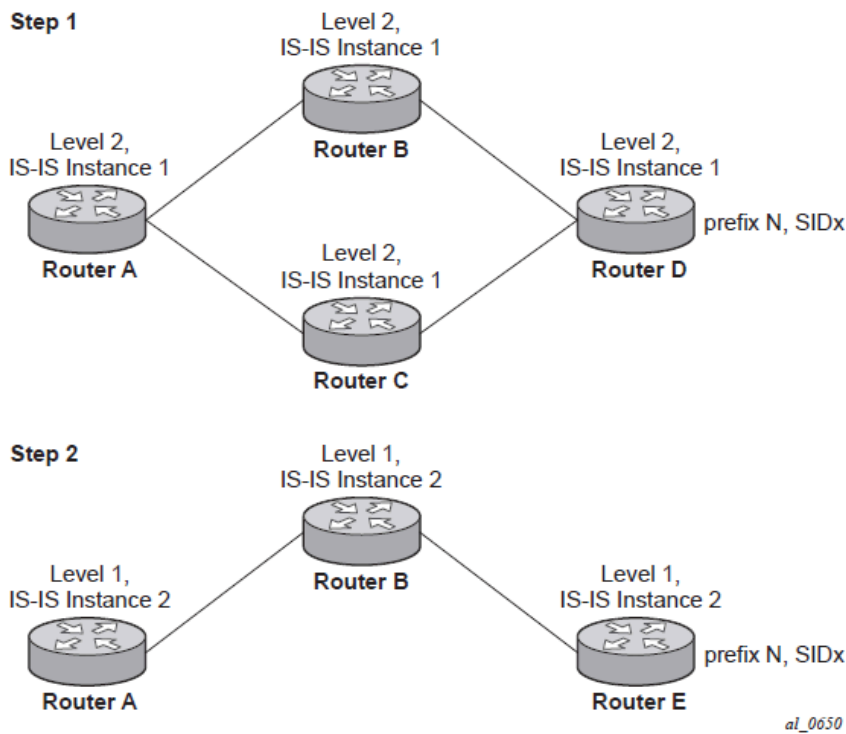 Step 1
Level 2,
IS-IS Instance 1
Router B
Level 2,
IS-IS Instance 1
Router A
Level 2,
IS-IS Instance 1
prefix N, SIDx
Router D
Level 2,
IS-IS Instance 1
Router C
Step 2
Level 1,
IS-IS Instance 2
Router B
Level 1,
IS-IS Instance 2
Router A
Level 1,
IS-IS Instance 2
prefix N, SIDx
Router E
al_0650